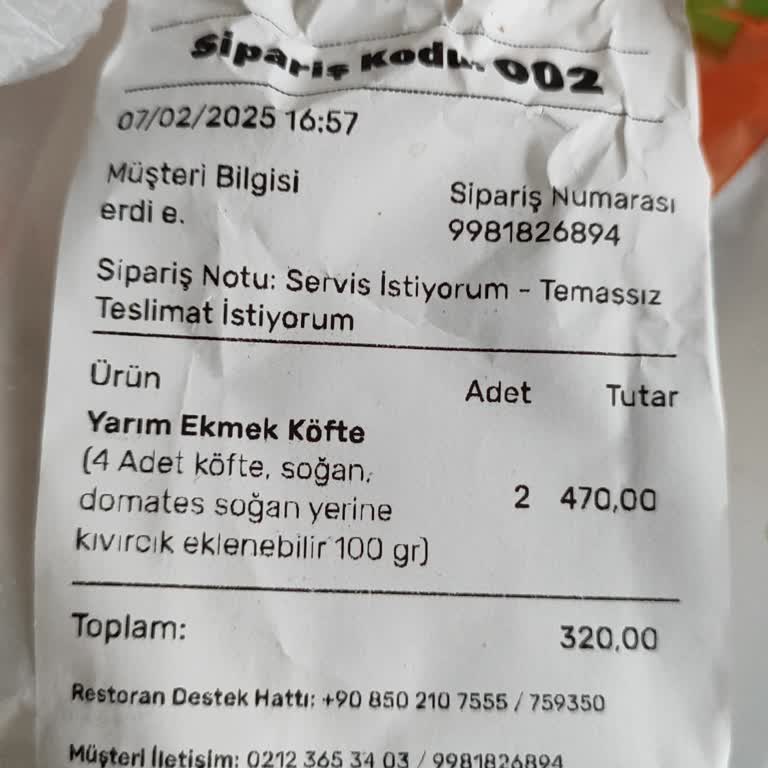 Sipariş Kodu: 002
07/02/2025 16:57
Müşteri Bilgisi
erdi e.
Sipariş Numarası
9981826894
Sipariş Notu: Servis İstiyorum - Temassız
Teslimat İstiyorum
Ürün Adet Tutar
Yarım Ekmek Köfte
(4 Adet köfte, soğan,
domates soğan yerine
kıvırcık eklenebilir 100 gr)
2 470,00
Toplam: 320,00
Restoran Destek Hattı: +90 850 210 7555 / 759350
Müşteri İletişim: 0212 365 34 03 / 9981826894